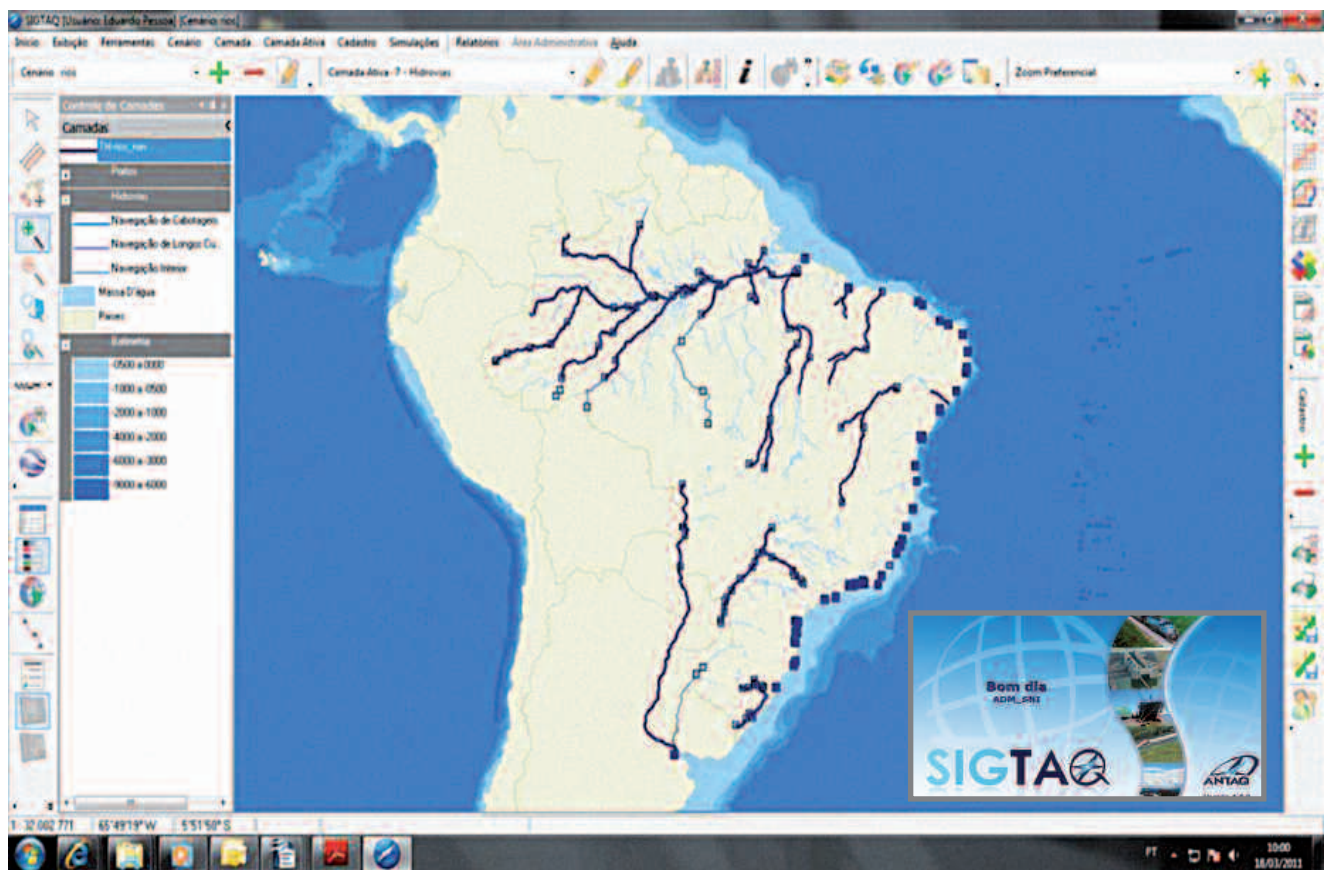 SIGTAQ [Usuário: Eduardo Pessoa] [Cenário: rios]
Início Exibição Ferramentas Cenário Camada Camada Ativa Cadastro Simulações Relatórios Área Administrativa Ajuda
Cenário rios Camada Ativa - 7 - Hidrovias Zoom Preferencial
Controle de Camadas
Camadas
Portos
Hidrovias
Navegação de Cabotagem
Navegação de Longo Cu..
Navegação Interior
Massa D'água
Países
Batimetria
-0500 a 0000
-1000 a -0500
-2000 a -1000
-4000 a -2000
-6000 a -3000
-9000 a -6000
Cadastro
Bom dia
ADM_SNI
SIGTAQ
ANTAQ
1: 32.002.771 65°49'19" W 5°51'50" S
PT 10:00
18/03/2011